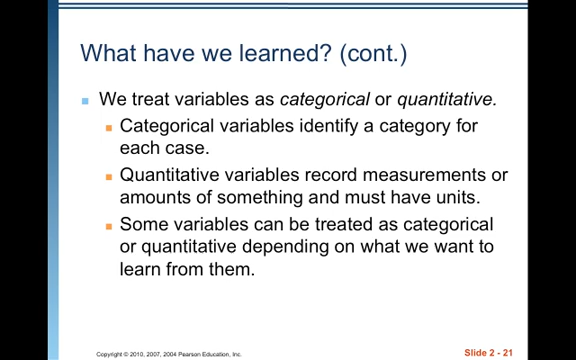 What have we learned? (cont.)
We treat variables as categorical or quantitative.
Categorical variables identify a category for
each case.
Quantitative variables record measurements or
amounts of something and must have units.
Some variables can be treated as categorical
or quantitative depending on what we want to
learn from them.
Copyright © 2010, 2007, 2004 Pearson Education, Inc.
Slide 2 - 21